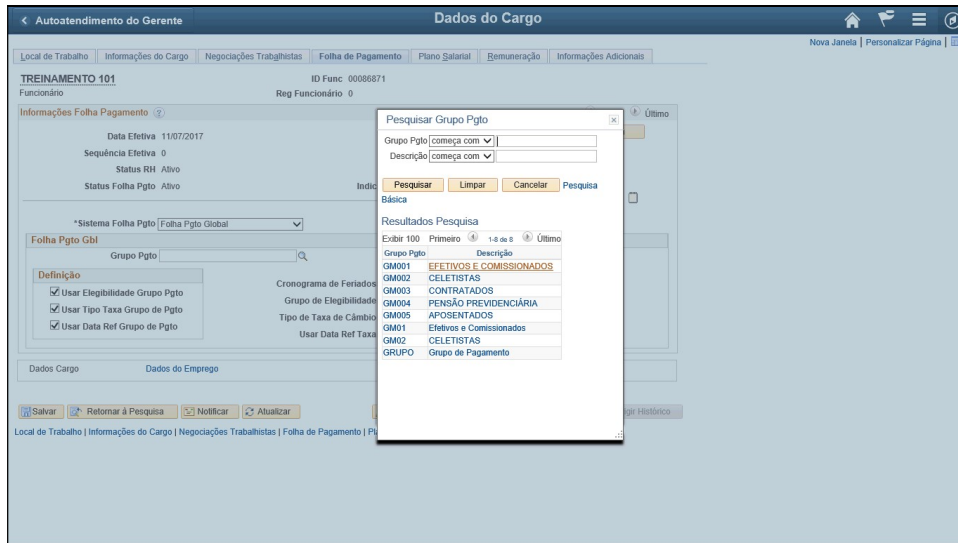 Autoatendimento do Gerente
Dados do Cargo
Nova Janela | Personalizar Página |
Local de Trabalho
Informações do Cargo
Negociações Trabalhistas
Folha de Pagamento
Plano Salarial
Remuneração
Informações Adicionais
TREINAMENTO 101
ID Func 00086871
Funcionário
Reg Funcionário 0
Informações Folha Pagamento
Último
Data Efetiva 11/07/2017
Sequência Efetiva 0
Status RH Ativo
Status Folha Pgto Ativo
Indic
*Sistema Folha Pgto Folha Pgto Global
Folha Pgto Gbl
Grupo Pgto
Definição
Usar Elegibilidade Grupo Pgto
Usar Tipo Taxa Grupo de Pgto
Usar Data Ref Grupo de Pgto
Cronograma de Feriados
Grupo de Elegibilidade
Tipo de Taxa de Câmbio
Usar Data Ref Taxa
Dados Cargo
Dados do Emprego
Salvar
Retornar à Pesquisa
Notificar
Atualizar
gir Histórico
Local de Trabalho | Informações do Cargo | Negociações Trabalhistas | Folha de Pagamento | Pla
Pesquisar Grupo Pgto
Grupo Pgto começa com
Descrição começa com
Pesquisar
Limpar
Cancelar
Pesquisa
Básica
Resultados Pesquisa
Exibir 100 Primeiro 1-8 de 8 Último
Grupo Pgto Descrição
GM001 EFETIVOS E COMISSIONADOS
GM002 CELETISTAS
GM003 CONTRATADOS
GM004 PENSÃO PREVIDENCIÁRIA
GM005 APOSENTADOS
GM01 Efetivos e Comissionados
GM02 CELETISTAS
GRUPO Grupo de Pagamento